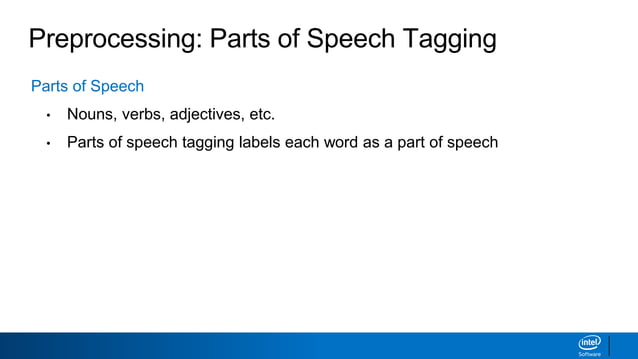 Preprocessing: Parts of Speech Tagging
Parts of Speech
• Nouns, verbs, adjectives, etc.
• Parts of speech tagging labels each word as a part of speech
intel
Software